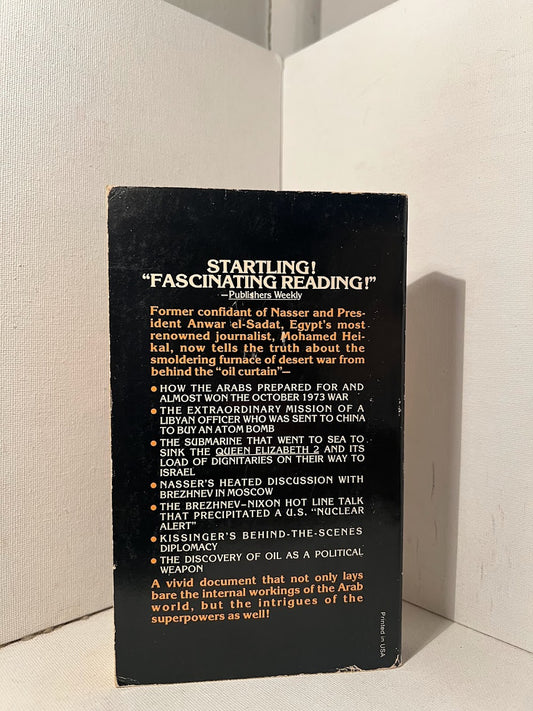 STARTLING!
“FASCINATING READING!”
—Publishers Weekly
Former confidant of Nasser and Pres-
ident Anwar el-Sadat, Egypt's most
renowned journalist, Mohamed Hei-
kal, now tells the truth about the
smoldering furnace of desert war from
behind the “oil curtain”—
• HOW THE ARABS PREPARED FOR AND
ALMOST WON THE OCTOBER 1973 WAR
• THE EXTRAORDINARY MISSION OF A
LIBYAN OFFICER WHO WAS SENT TO CHINA
TO BUY AN ATOM BOMB
• THE SUBMARINE THAT WENT TO SEA TO
SINK THE QUEEN ELIZABETH 2 AND ITS
LOAD OF DIGNITARIES ON THEIR WAY TO
ISRAEL
• NASSER'S HEATED DISCUSSION WITH
BREZHNEV IN MOSCOW
• THE BREZHNEV–NIXON HOT LINE TALK
THAT PRECIPITATED A U.S. “NUCLEAR
ALERT”
• KISSINGER'S BEHIND-THE-SCENES
DIPLOMACY
• THE DISCOVERY OF OIL AS A POLITICAL
WEAPON
A vivid document that not only lays
bare the internal workings of the Arab
world, but the intrigues of the
superpowers as well!
Printed in USA